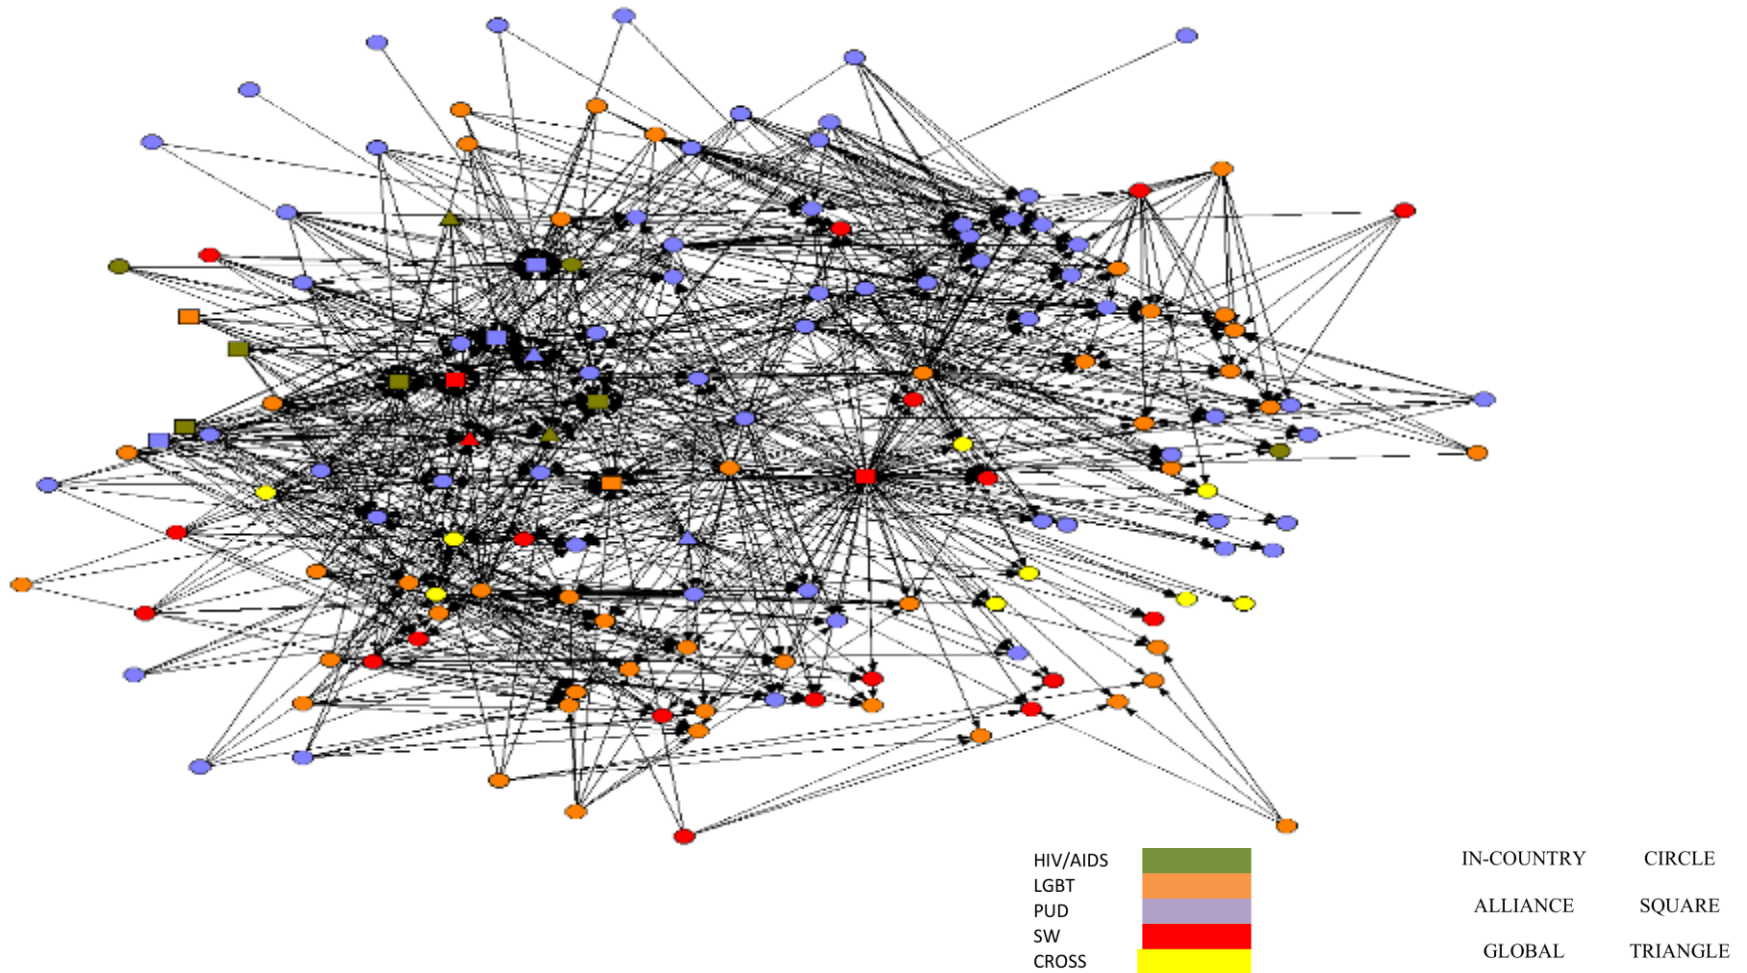 HIV/AIDS
LGBT
PUD
SW
CROSS
IN-COUNTRY CIRCLE
ALLIANCE SQUARE
GLOBAL TRIANGLE